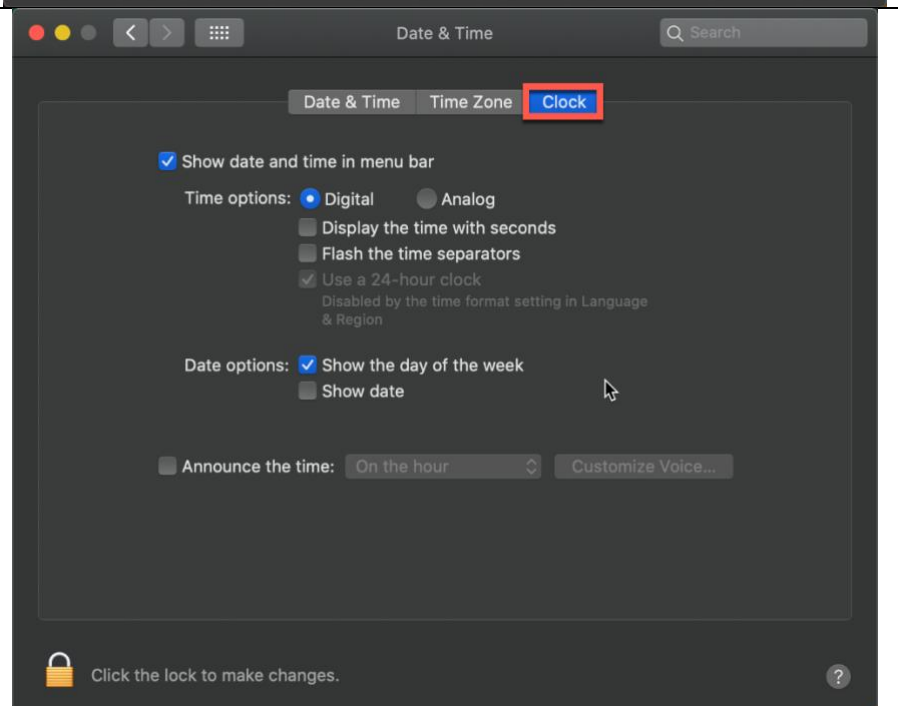 Date & Time
Search
Date & Time Time Zone Clock
Show date and time in menu bar
Time options: Digital Analog
Display the time with seconds
Flash the time separators
Use a 24-hour clock
Disabled by the time format setting in Language
& Region
Date options: Show the day of the week
Show date
Announce the time: On the hour Customize Voice...
Click the lock to make changes.
?